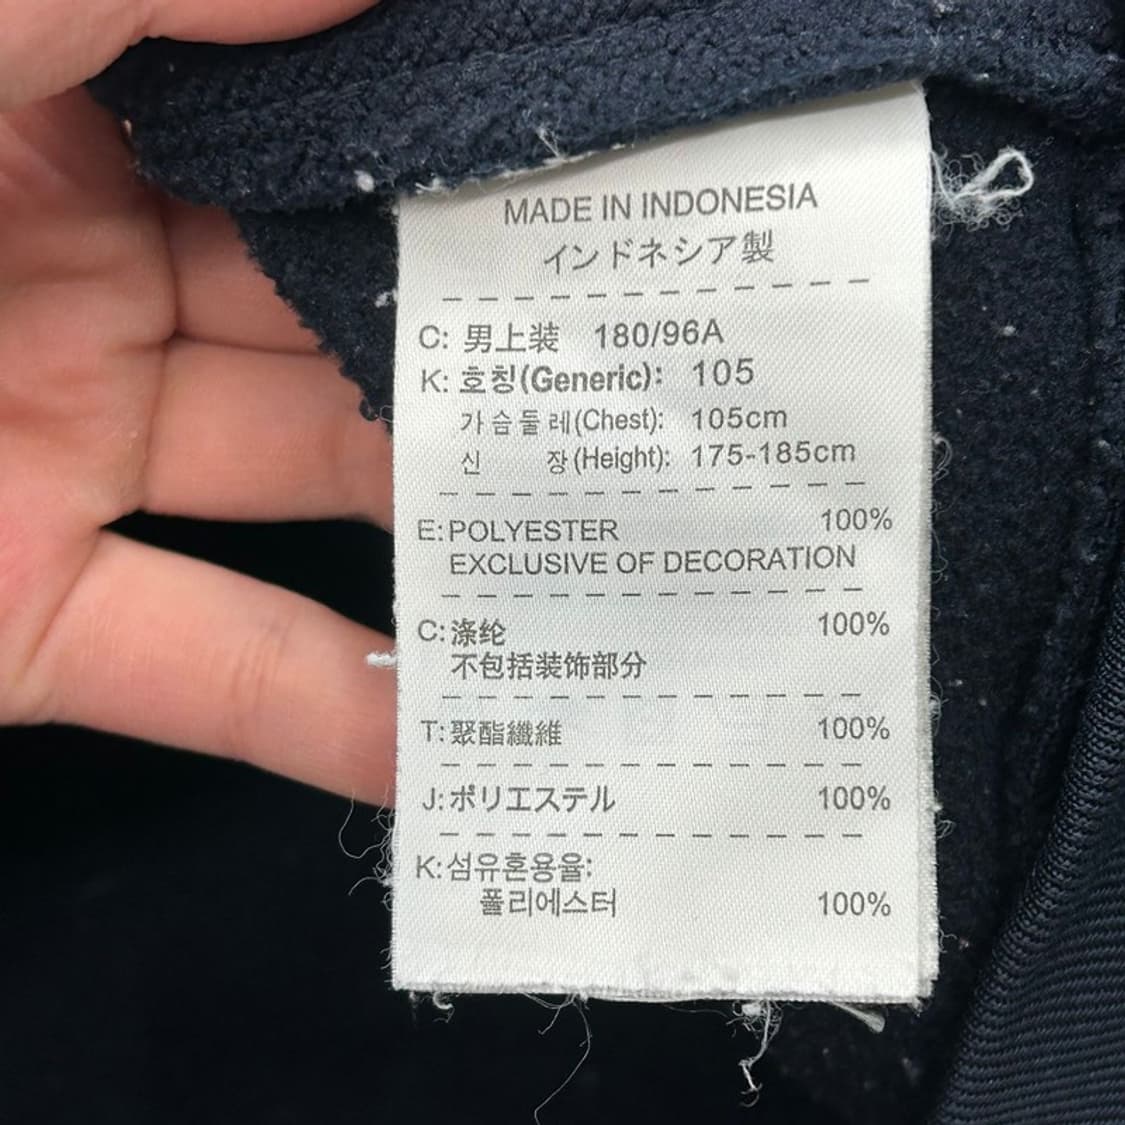 MADE IN INDONESIA
インドネシア製
C: 男上装 180/96A
K: 호칭(Generic): 105
가슴둘레(Chest): 105cm
신 장(Height): 175-185cm
E: POLYESTER 100%
EXCLUSIVE OF DECORATION
C: 涤纶 100%
不包括装饰部分
T: 聚酯纖維 100%
J: ポリエステル 100%
K: 섬유혼용율:
폴리에스터 100%